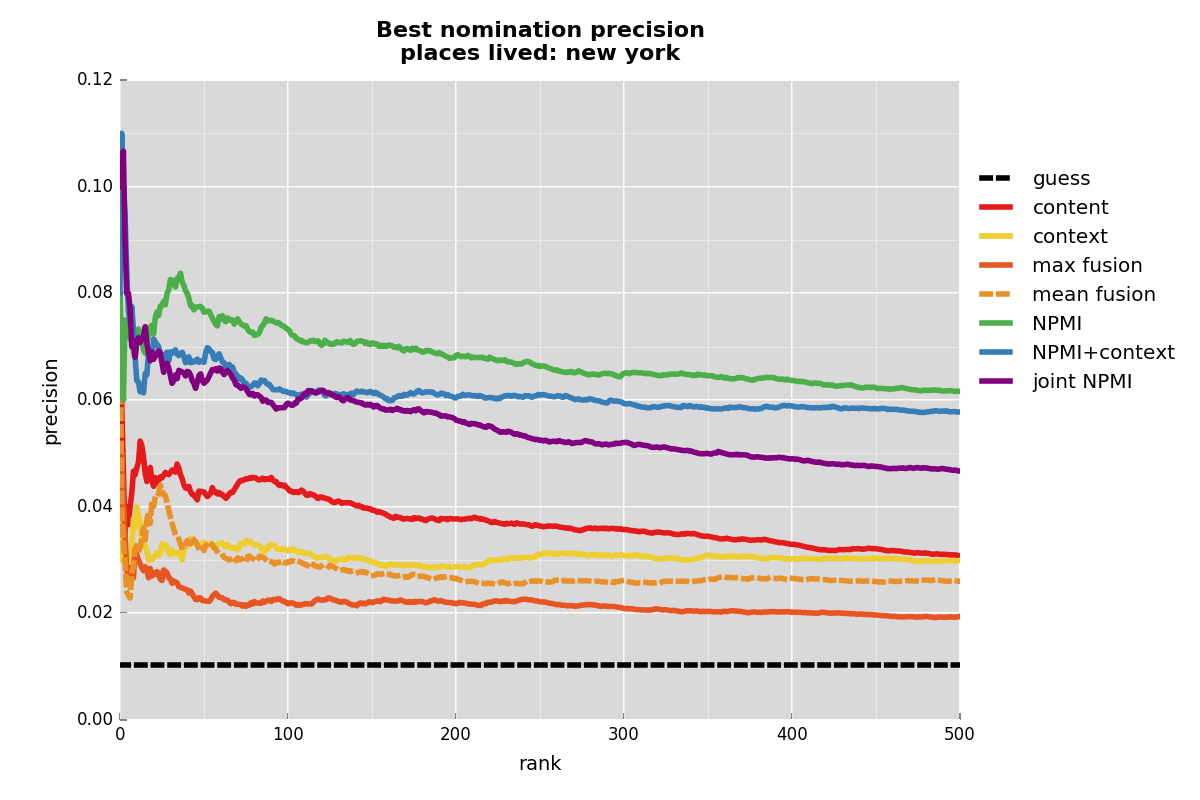 Best nomination precision
places lived: new york
precision
0.12
0.10
0.08
0.06
0.04
0.02
0.00
0 100 200 300 400 500
rank
guess
content
context
max fusion
mean fusion
NPMI
NPMI+context
joint NPMI